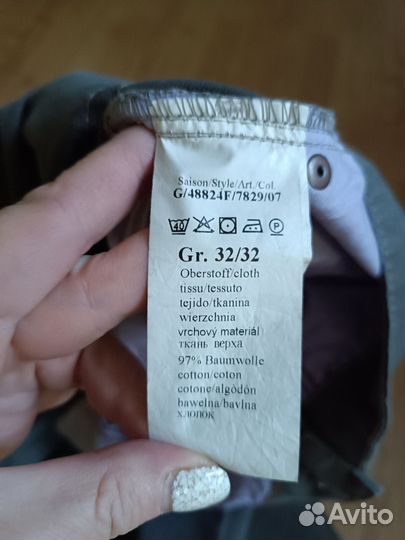 Saison/Style/Art./Col.
G/48824F/7829/07
Gr. 32/32
Oberstoff/cloth
tissu/tessuto
tejido/tkanina
wierzchnia
vrchový materiál
ткань верха
97% Baumwolle
cotton/coton
cotone/algodón
bawełna/bavlna
хлопок
Avito